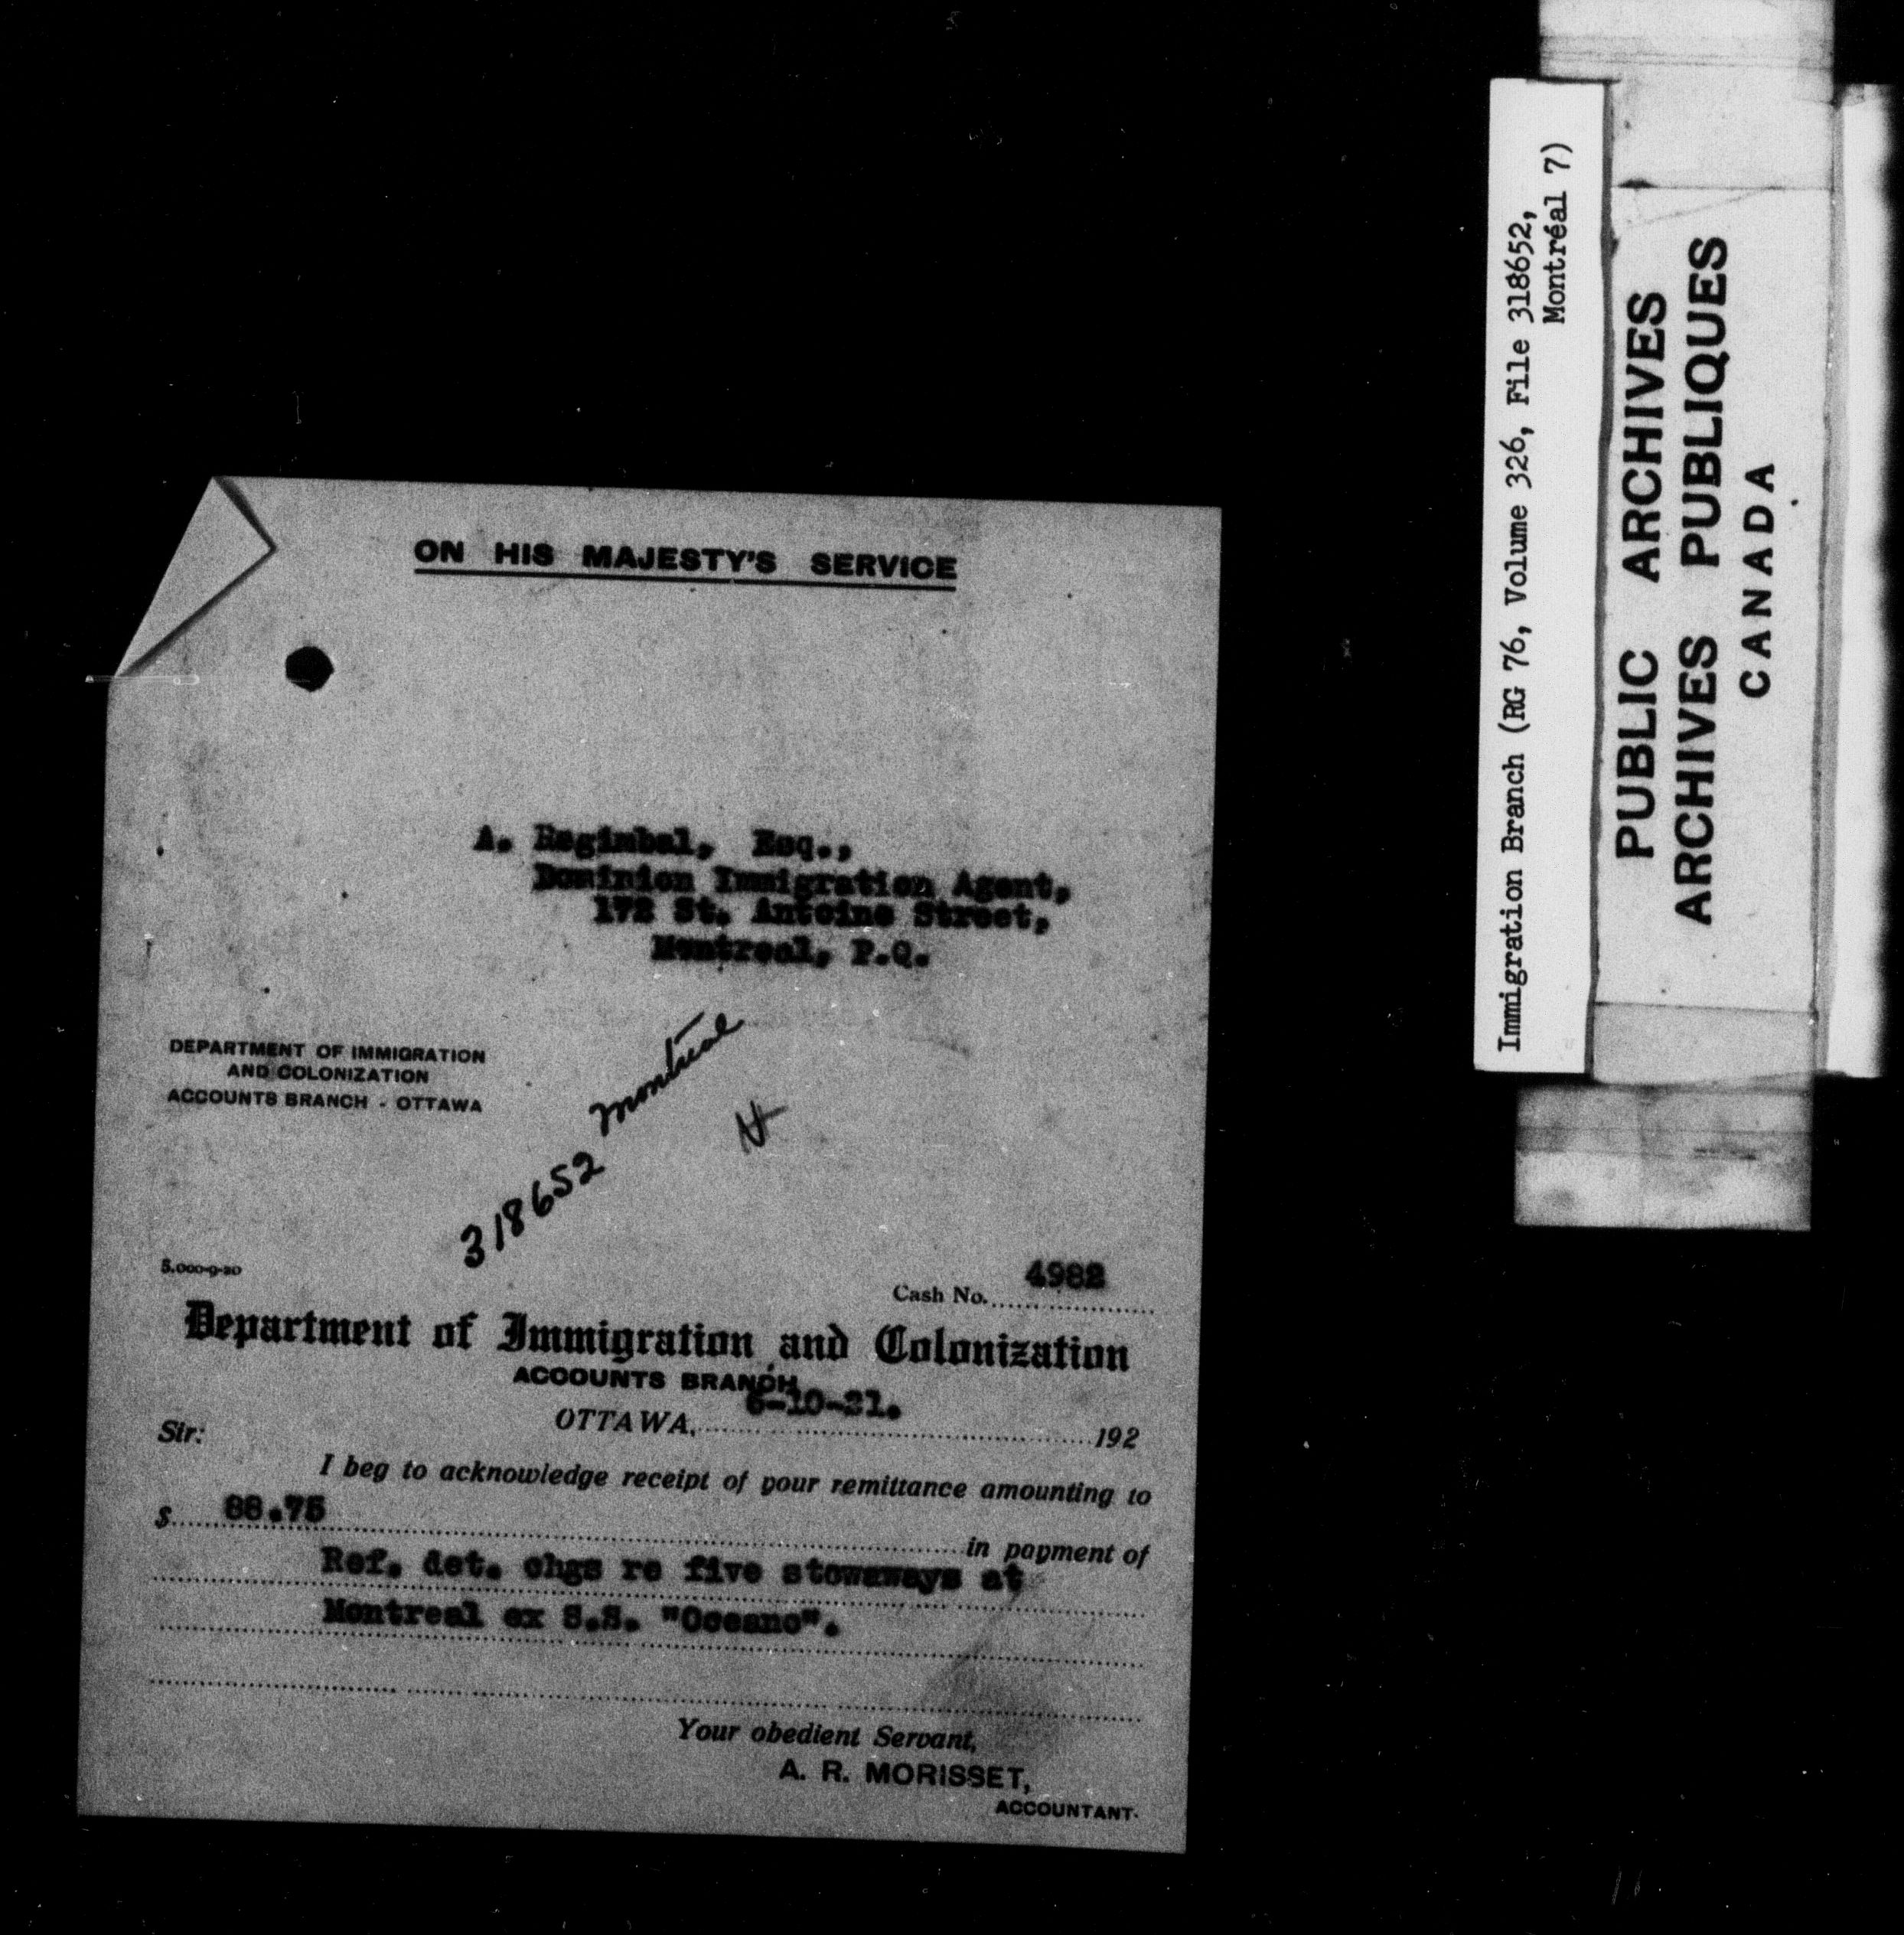 ON HIS MAJESTY'S SERVICE
A. Regimbal, Esq.,
Dominion Immigration Agent,
172 St. Antoine Street,
Montreal, P.Q.
DEPARTMENT OF IMMIGRATION
AND COLONIZATION
ACCOUNTS BRANCH - OTTAWA
318652 Montreal
5.000-9-20
Cash No. 4982
Department of Immigration and Colonization
ACCOUNTS BRANCH
6-10-21.
OTTAWA, 192
Sir:
I beg to acknowledge receipt of your remittance amounting to
$ 88.75 in payment of
Ref. det. chgs re five stowaways at
Montreal ex S.S. "Oceano".
Your obedient Servant,
A. R. MORISSET,
ACCOUNTANT.
Immigration Branch (RG 76, Volume 326, File 318652,
Montréal 7)
PUBLIC ARCHIVES
ARCHIVES PUBLIQUES
CANADA